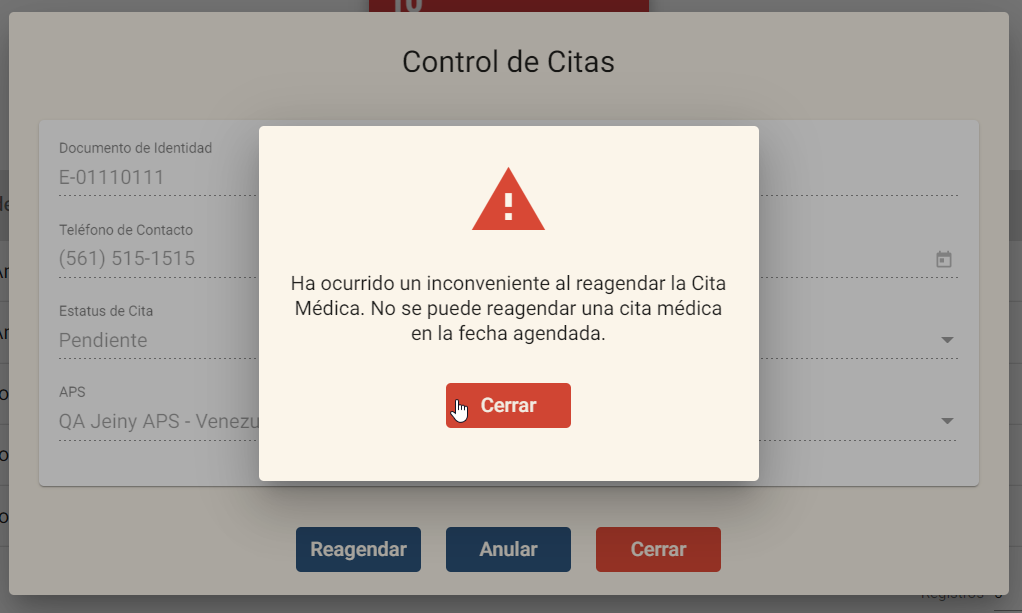 10
Control de Citas
Documento de Identidad
E-01110111
Teléfono de Contacto
(561) 515-1515
Estatus de Cita
Pendiente
APS
QA Jeiny APS - Venezu
Ha ocurrido un inconveniente al reagendar la Cita
Médica. No se puede reagendar una cita médica
en la fecha agendada.
Cerrar
Reagendar Anular Cerrar
Registros